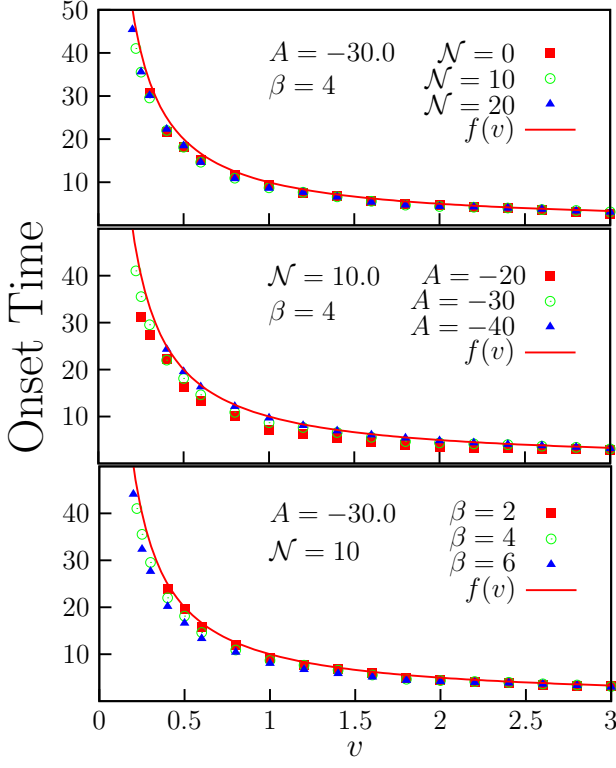 50
40
30
20
10
A = −30.0
β = 4
𝒩 = 0
𝒩 = 10
𝒩 = 20
f(v)
Onset Time
40
30
20
10
𝒩 = 10.0
β = 4
A = −20
A = −30
A = −40
f(v)
40
30
20
10
A = −30.0
𝒩 = 10
β = 2
β = 4
β = 6
f(v)
0 0.5 1 1.5 2 2.5 3
v